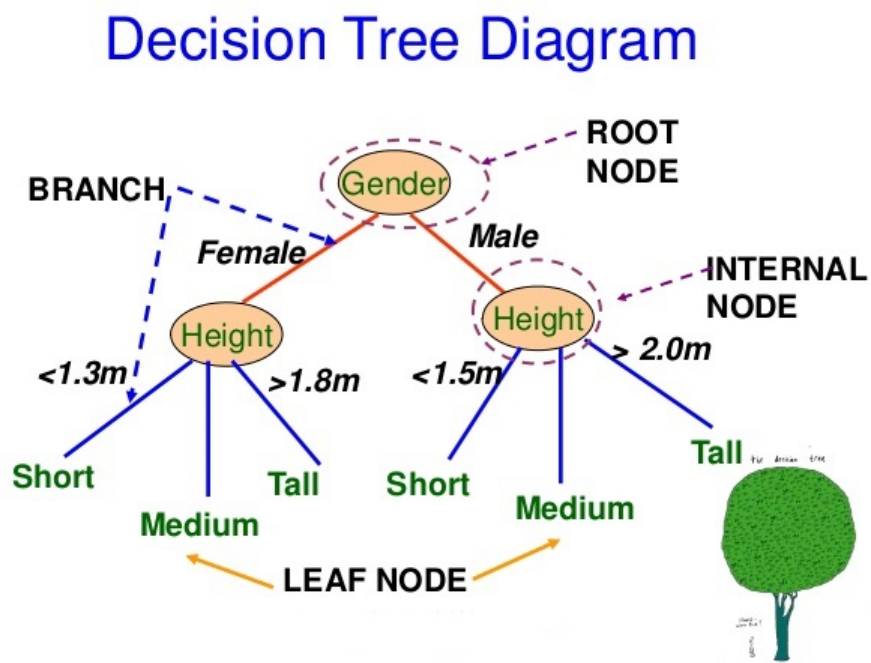 Decision Tree Diagram
ROOT
NODE
BRANCH
Gender
Female
Male
INTERNAL
NODE
Height
Height
<1.3m
>1.8m
<1.5m
> 2.0m
Short
Medium
Tall
Short
Medium
Tall
the decision tree
LEAF NODE